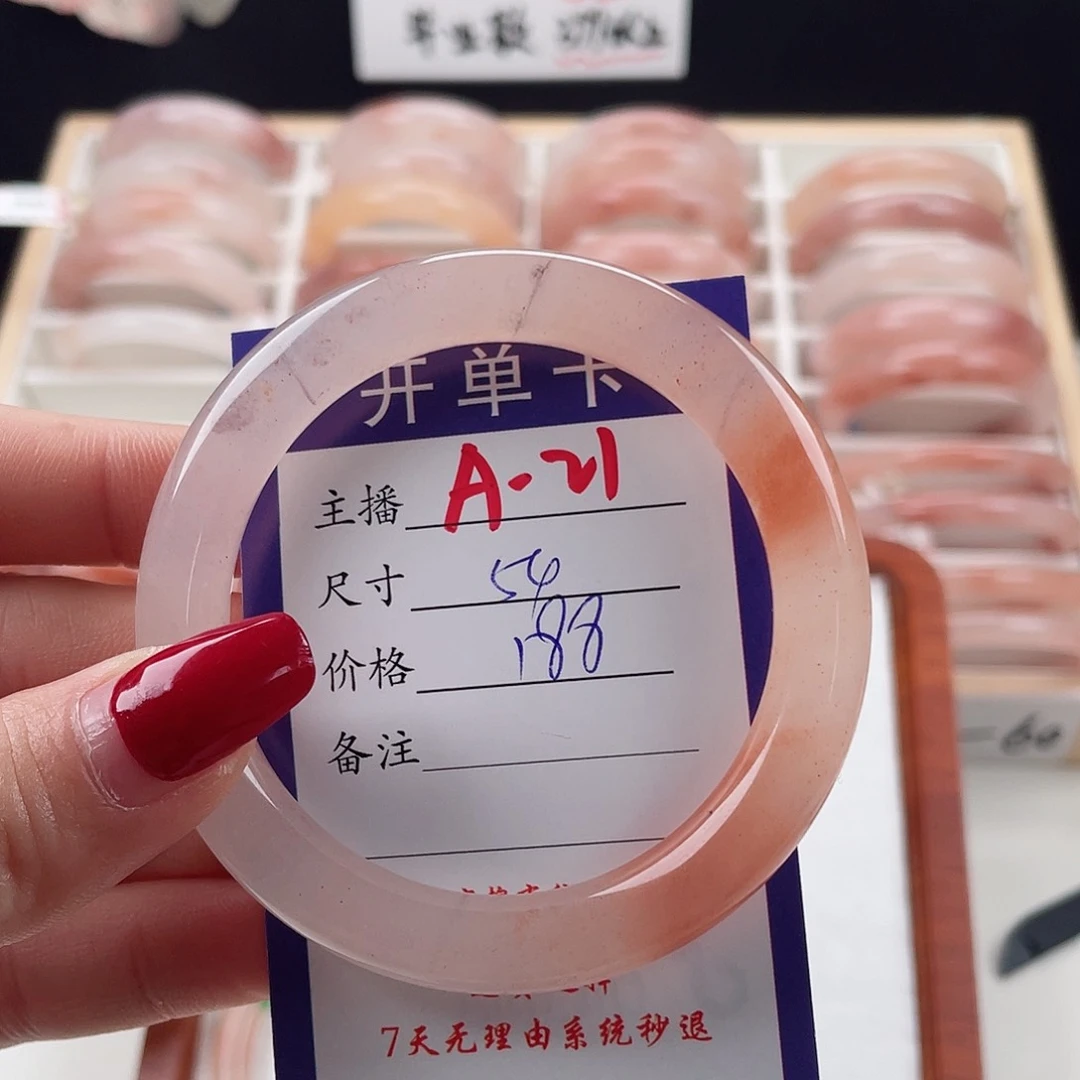 开单卡
主播 A-21
尺寸 54
价格 188
备注
7天无理由系统秒退
-60